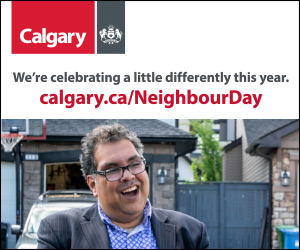 Calgary
We're celebrating a little differently this year.
calgary.ca/NeighbourDay